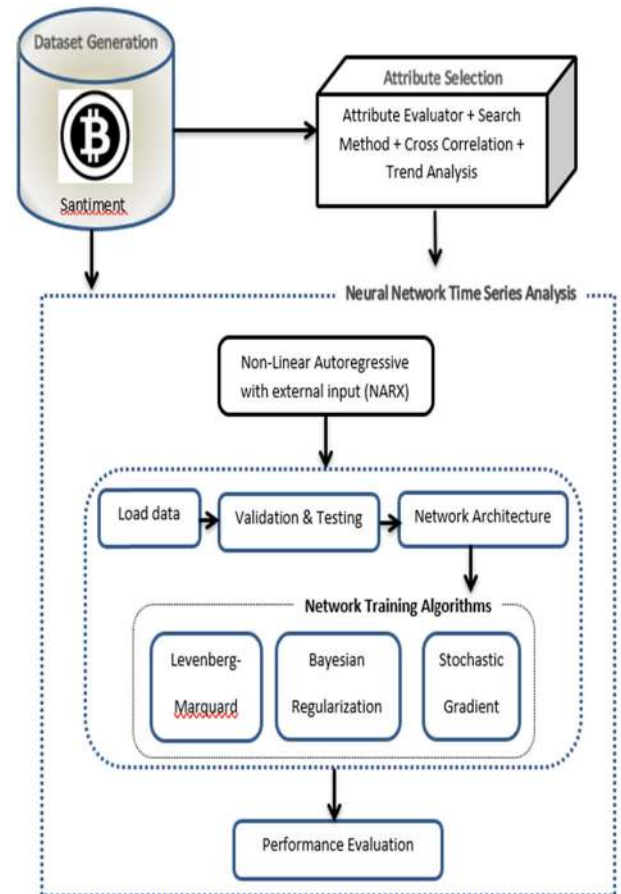 Dataset Generation
Santiment
Attribute Selection
Attribute Evaluator + Search
Method + Cross Correlation +
Trend Analysis
Neural Network Time Series Analysis
Non-Linear Autoregressive
with external input (NARX)
Load data
Validation & Testing
Network Architecture
Network Training Algorithms
Levenberg-
Marquard
Bayesian
Regularization
Stochastic
Gradient
Performance Evaluation